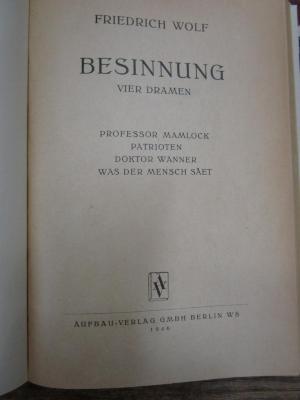 FRIEDRICH WOLF
BESINNUNG
VIER DRAMEN
PROFESSOR MAMLOCK
PATRIOTEN
DOKTOR WANNER
WAS DER MENSCH SÄET
AUFBAU-VERLAG GMBH BERLIN W8
1946